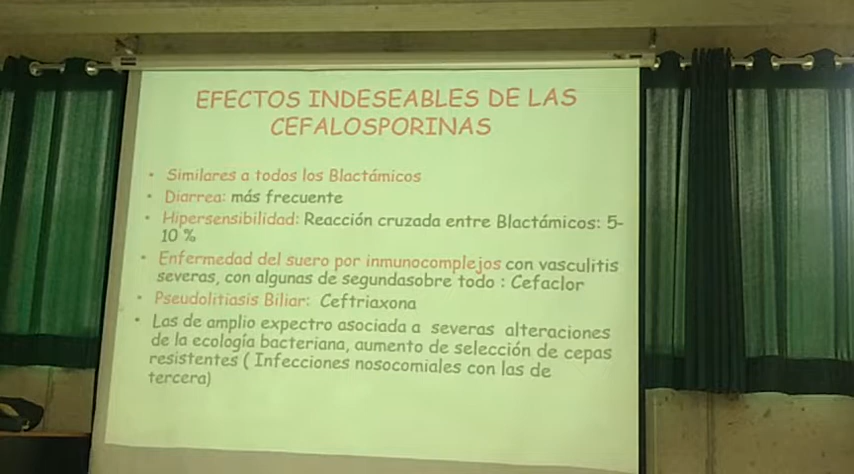 EFECTOS INDESEABLES DE LAS
CEFALOSPORINAS
• Similares a todos los Blactámicos
• Diarrea: más frecuente
• Hipersensibilidad: Reacción cruzada entre Blactámicos: 5-
10 %
• Enfermedad del suero por inmunocomplejos con vasculitis
severas, con algunas de segundasobre todo : Cefaclor
• Pseudolitiasis Biliar: Ceftriaxona
• Las de amplio expectro asociada a severas alteraciones
de la ecología bacteriana, aumento de selección de cepas
resistentes ( Infecciones nosocomiales con las de
tercera)